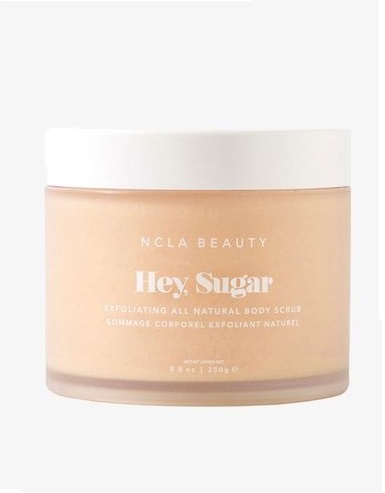 NCLA BEAUTY
Hey, Sugar
EXFOLIATING ALL NATURAL BODY SCRUB
GOMMAGE CORPOREL EXFOLIANT NATUREL
8.8 oz | 250g ℮